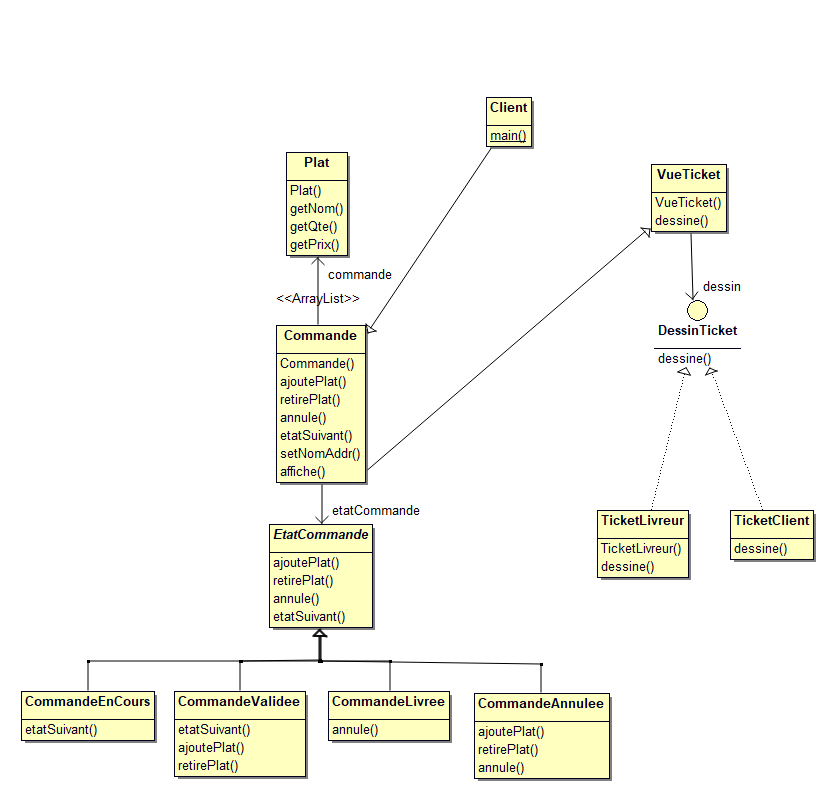 Client
main()
Plat
Plat()
getNom()
getQte()
getPrix()
VueTicket
VueTicket()
dessine()
commande
<<ArrayList>>
dessin
DessinTicket
dessine()
Commande
Commande()
ajoutePlat()
retirePlat()
annule()
etatSuivant()
setNomAddr()
affiche()
etatCommande
EtatCommande
ajoutePlat()
retirePlat()
annule()
etatSuivant()
TicketLivreur
TicketLivreur()
dessine()
TicketClient
dessine()
CommandeEnCours
etatSuivant()
CommandeValidee
etatSuivant()
ajoutePlat()
retirePlat()
CommandeLivree
annule()
CommandeAnnulee
ajoutePlat()
retirePlat()
annule()